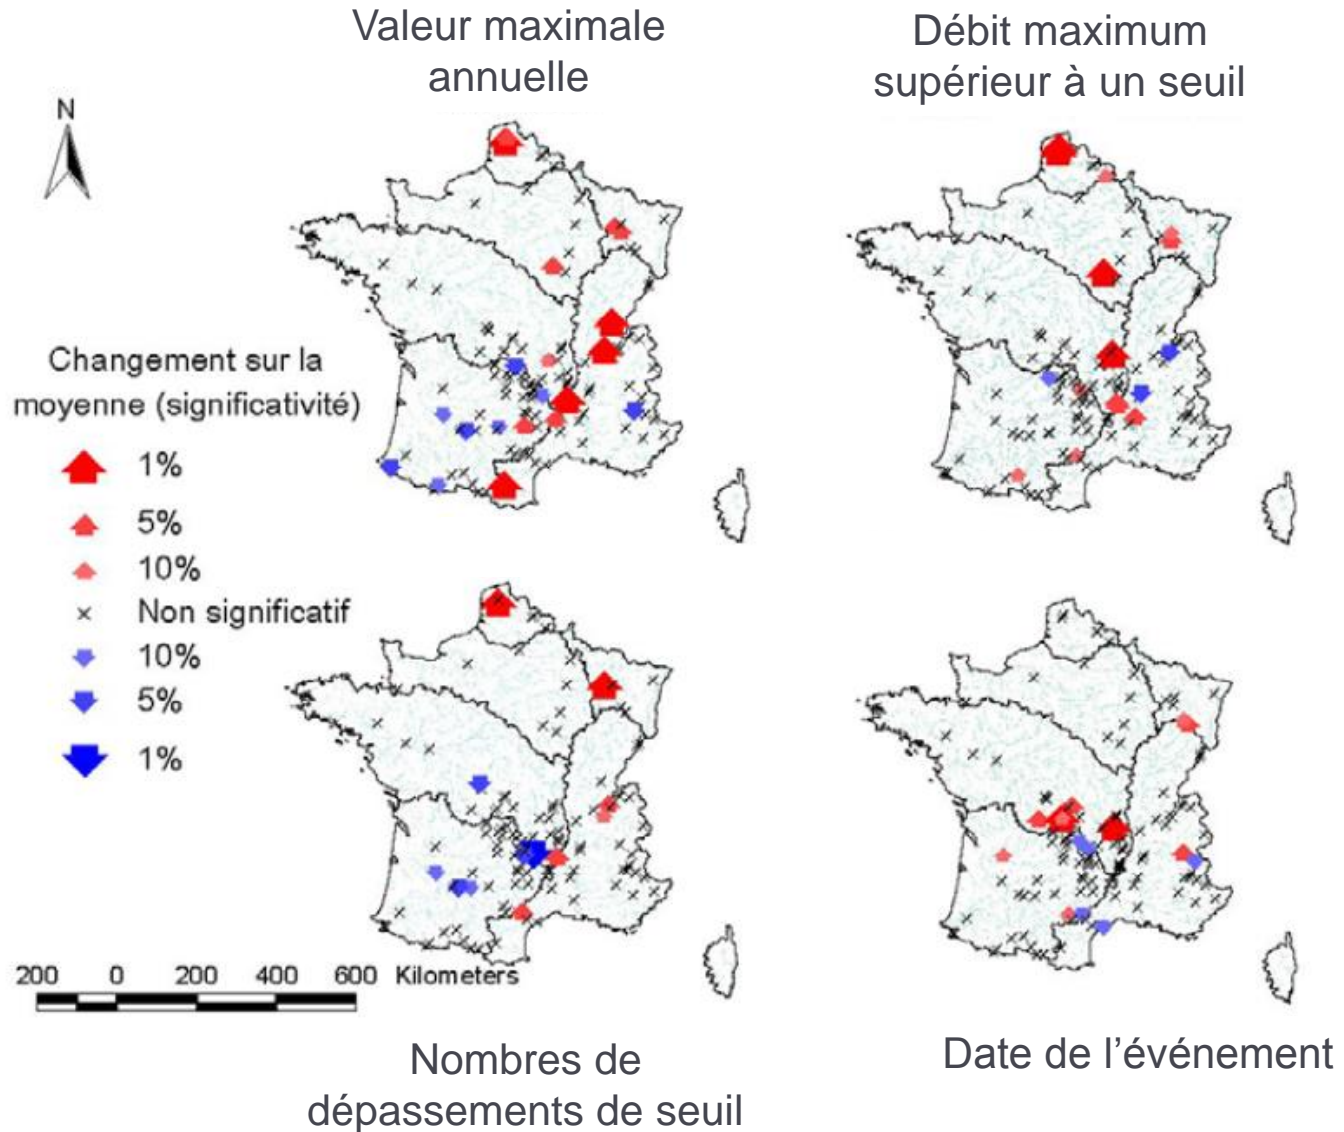 Valeur maximale
annuelle
Débit maximum
supérieur à un seuil
N
Changement sur la
moyenne (significativité)
1%
5%
10%
Non significatif
10%
5%
1%
200 0 200 400 600 Kilometers
Nombres de
dépassements de seuil
Date de l’événement